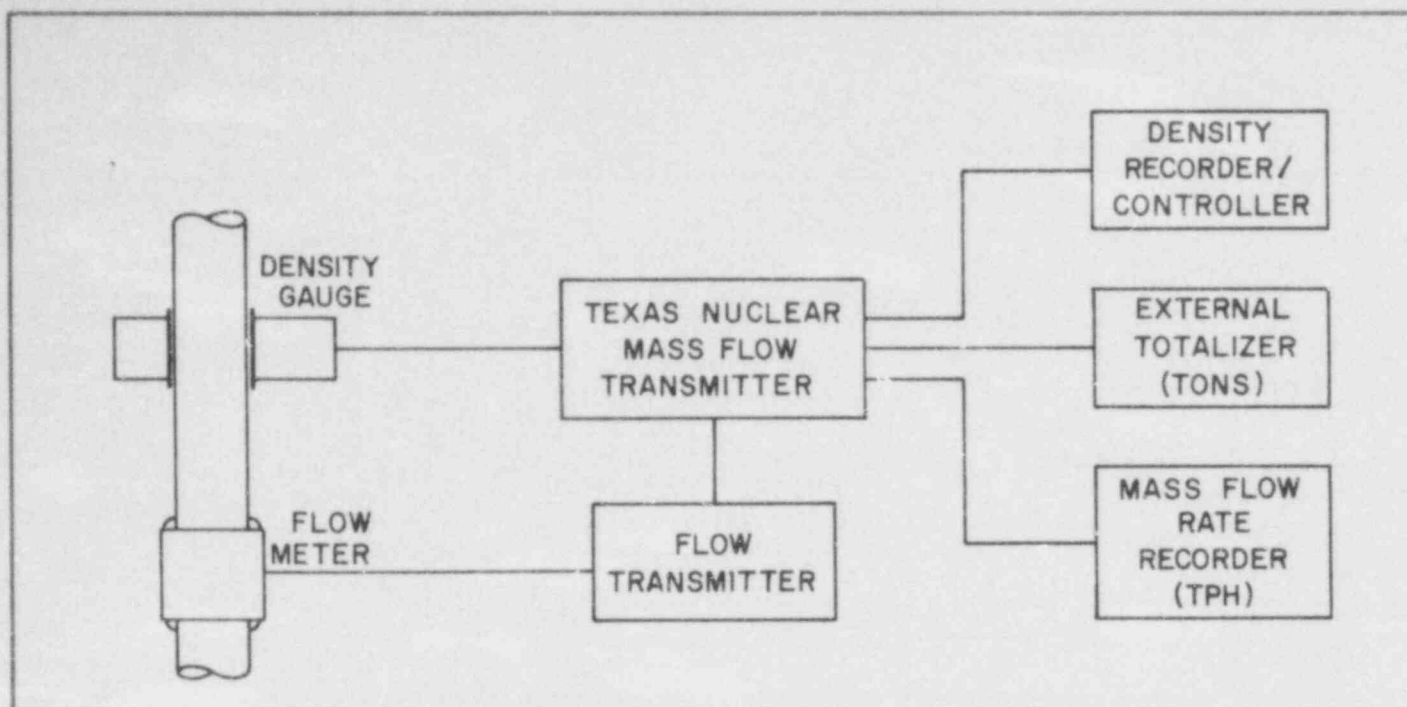 DENSITY
GAUGE
FLOW
METER
TEXAS NUCLEAR
MASS FLOW
TRANSMITTER
FLOW
TRANSMITTER
DENSITY
RECORDER/
CONTROLLER
EXTERNAL
TOTALIZER
(TONS)
MASS FLOW
RATE
RECORDER
(TPH)